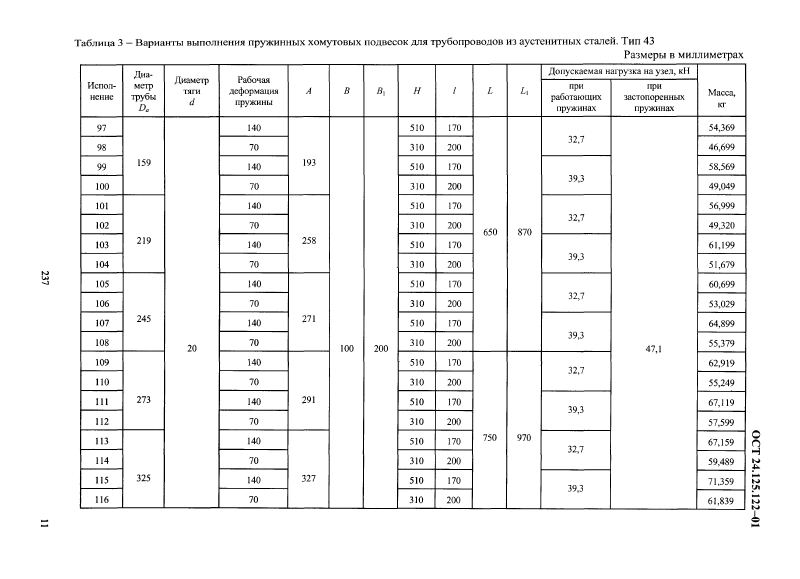 Таблица 3 – Варианты выполнения пружинных хомутовых подвесок для трубопроводов из аустенитных сталей. Тип 43
Размеры в миллиметрах
Испол-нение | Диа-метр трубы Dа | Диаметр тяги d | Рабочая деформация пружины | A | B | B1 | H | l | L | L1 | Допускаемая нагрузка на узел, кН | Масса, кг
при работающих пружинах | при застопоренных пружинах
97 | 159 | 20 | 140 | 193 | 100 | 200 | 510 | 170 | 650 | 870 | 32,7 | 47,1 | 54,369
98 | 70 | 310 | 200 | 46,699
99 | 140 | 510 | 170 | 39,3 | 58,569
100 | 70 | 310 | 200 | 49,049
101 | 219 | 140 | 258 | 510 | 170 | 32,7 | 56,999
102 | 70 | 310 | 200 | 49,320
103 | 140 | 510 | 170 | 39,3 | 61,199
104 | 70 | 310 | 200 | 51,679
105 | 245 | 140 | 271 | 510 | 170 | 32,7 | 60,699
106 | 70 | 310 | 200 | 53,029
107 | 140 | 510 | 170 | 39,3 | 64,899
108 | 70 | 310 | 200 | 55,379
109 | 273 | 140 | 291 | 510 | 170 | 750 | 970 | 32,7 | 62,919
110 | 70 | 310 | 200 | 55,249
111 | 140 | 510 | 170 | 39,3 | 67,119
112 | 70 | 310 | 200 | 57,599
113 | 325 | 140 | 327 | 510 | 170 | 32,7 | 67,159
114 | 70 | 310 | 200 | 59,489
115 | 140 | 510 | 170 | 39,3 | 71,359
116 | 70 | 310 | 200 | 61,839
237
11
ОСТ 24.125.122–01